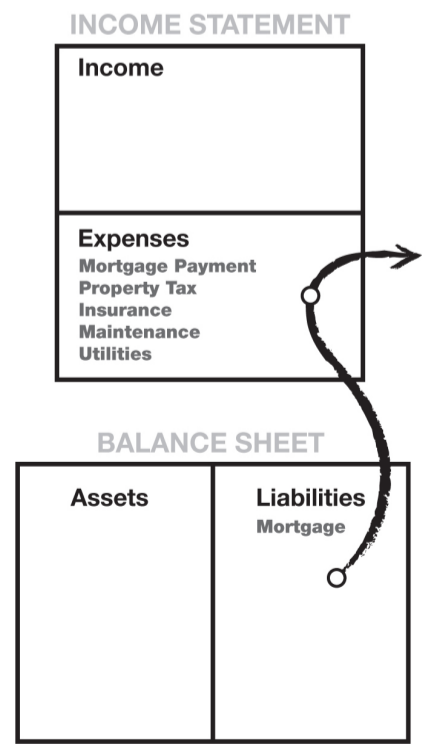 INCOME STATEMENT
Income
Expenses
Mortgage Payment
Property Tax
Insurance
Maintenance
Utilities
BALANCE SHEET
Assets
Liabilities
Mortgage